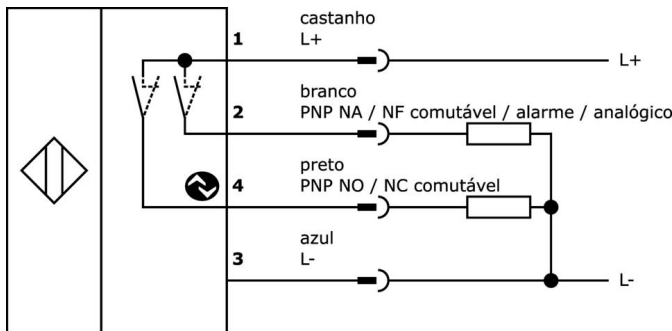 castanho
1 L+
L+
branco
2 PNP NA / NF comutável / alarme / analógico
preto
4 PNP NO / NC comutável
azul
3 L-
L-